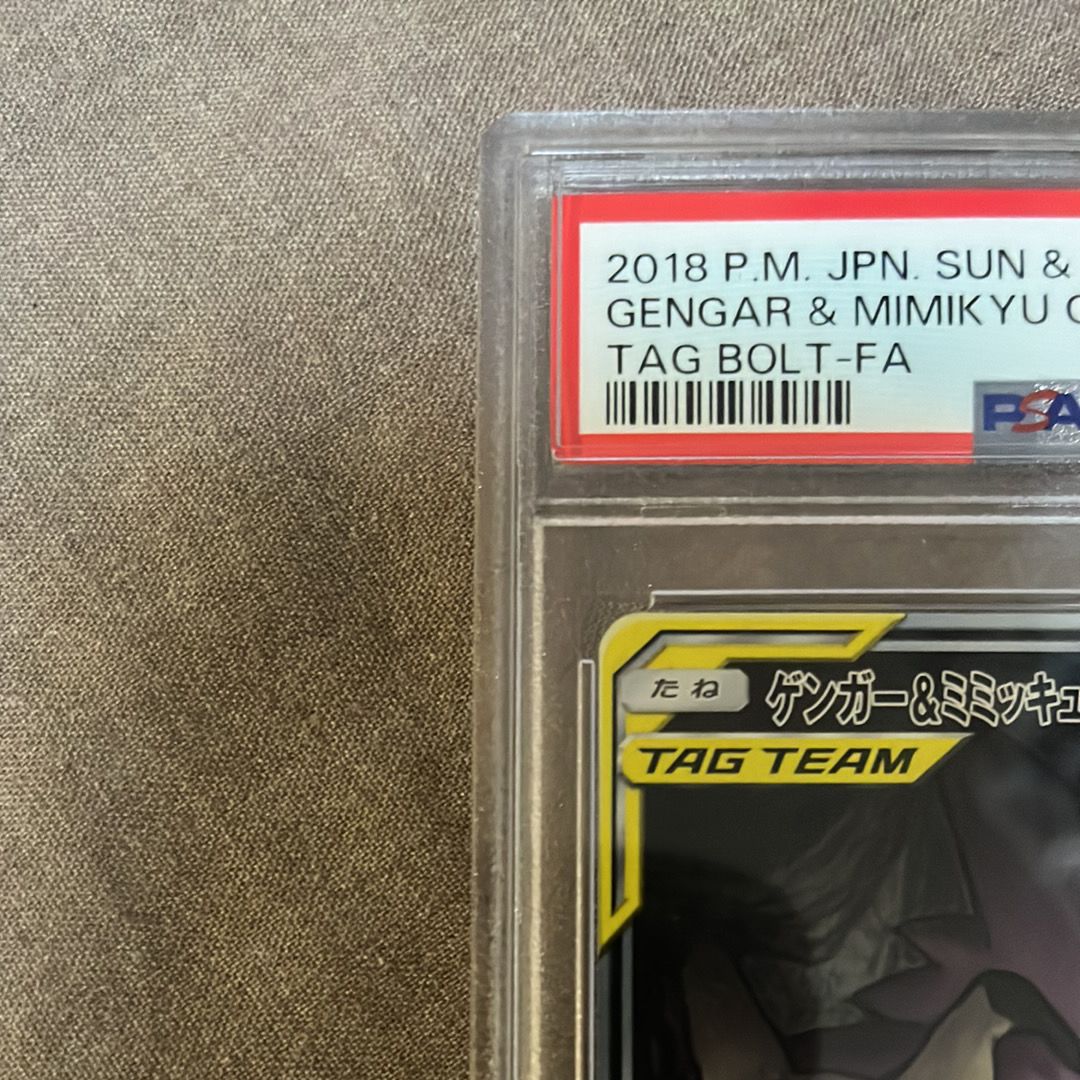 2018 P.M. JPN. SUN &
GENGAR & MIMIKYU
TAG BOLT-FA
PSA
たね
ゲンガー&ミミッキュ
TAG TEAM